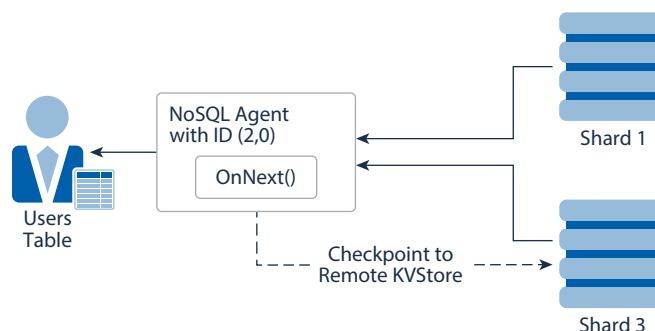 NoSQL Agent
with ID (2,0)
OnNext()
Users
Table
Shard 1
Checkpoint to
Remote KVStore
Shard 3